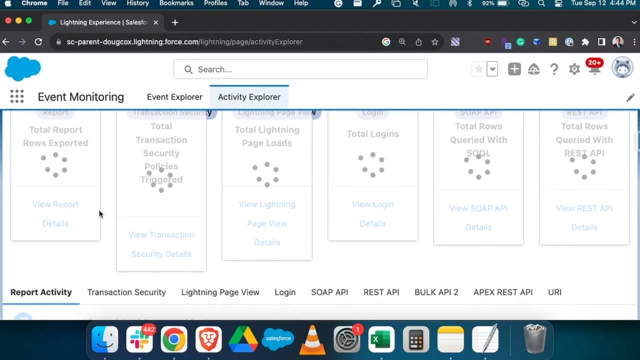 Chrome File Edit View History Bookmarks 92% Tue Sep 12 4:44 PM
Lightning Experience | Salesfo
sc-parent-dougcox.lightning.force.com/lightning/page/activityExplorer
Search...
20+
Event Monitoring Event Explorer Activity Explorer
Report Transaction Security Lightning Page View Login SOAP API REST API
Total Report Rows Exported
Total Transaction Security Policies Triggered
Total Lightning Page Loads
Total Logins
Total Rows Queried With SOQL
Total Rows Queried With REST API
View Report Details
View Transaction Security Details
View Lightning Page View Details
View Login Details
View SOAP API Details
View REST API Details
Report Activity Transaction Security Lightning Page View Login SOAP API REST API BULK API 2 APEX REST API URI
442
salesforce
1